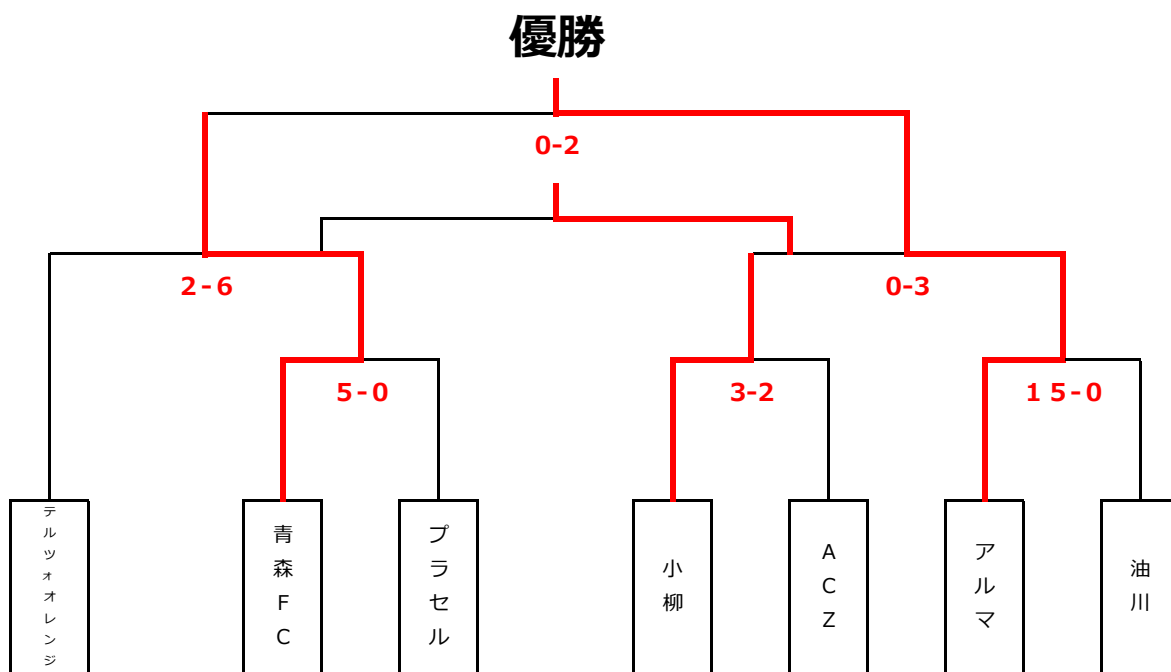 優勝
0-2
2-6
0-3
5-0
3-2
１５-0
テルツォオレンジ
青森ＦＣ
プラセル
小柳
ＡＣＺ
アルマ
油川